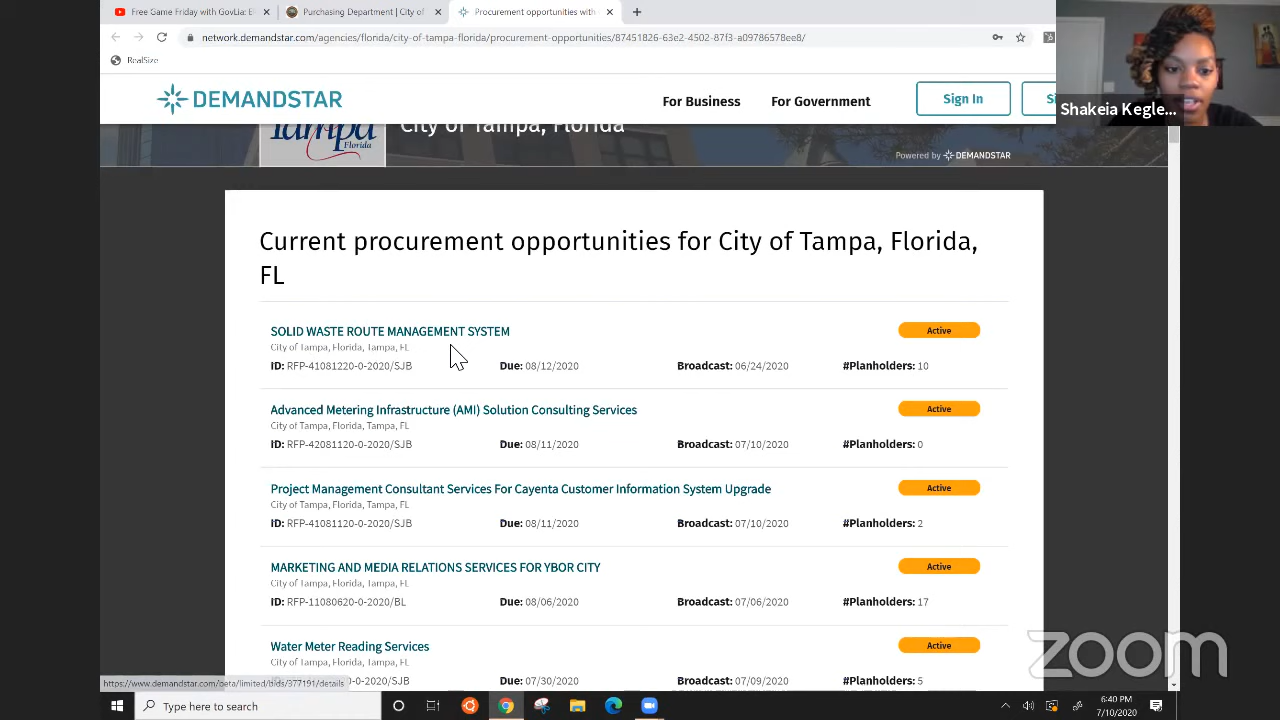 Free Game Friday with GovLia: E
Purchasing Department | City of
Procurement opportunities with
network.demandstar.com/agencies/florida/city-of-tampa-florida/procurement-opportunities/87451826-63e2-4502-87f3-a09786578ee8/
RealSize
DEMANDSTAR
For Business
For Government
Sign In
Si
Shakeia Kegle...
Tampa
Florida
City of Tampa, Florida
Powered by DEMANDSTAR
Current procurement opportunities for City of Tampa, Florida,
FL
SOLID WASTE ROUTE MANAGEMENT SYSTEM
Active
City of Tampa, Florida, Tampa, FL
ID: RFP-41081220-0-2020/SJB Due: 08/12/2020 Broadcast: 06/24/2020 #Planholders: 10
Advanced Metering Infrastructure (AMI) Solution Consulting Services
Active
City of Tampa, Florida, Tampa, FL
ID: RFP-42081120-0-2020/SJB Due: 08/11/2020 Broadcast: 07/10/2020 #Planholders: 0
Project Management Consultant Services For Cayenta Customer Information System Upgrade
Active
City of Tampa, Florida, Tampa, FL
ID: RFP-41081120-0-2020/SJB Due: 08/11/2020 Broadcast: 07/10/2020 #Planholders: 2
MARKETING AND MEDIA RELATIONS SERVICES FOR YBOR CITY
Active
City of Tampa, Florida, Tampa, FL
ID: RFP-11080620-0-2020/BL Due: 08/06/2020 Broadcast: 07/06/2020 #Planholders: 17
Water Meter Reading Services
Active
City of Tampa, Florida, Tampa, FL
0-2020/SJB Due: 07/30/2020 Broadcast: 07/09/2020 #Planholders: 5
https://www.demandstar.com/beta/limited/bids/377191/details
zoom
Type here to search
6:40 PM
7/10/2020